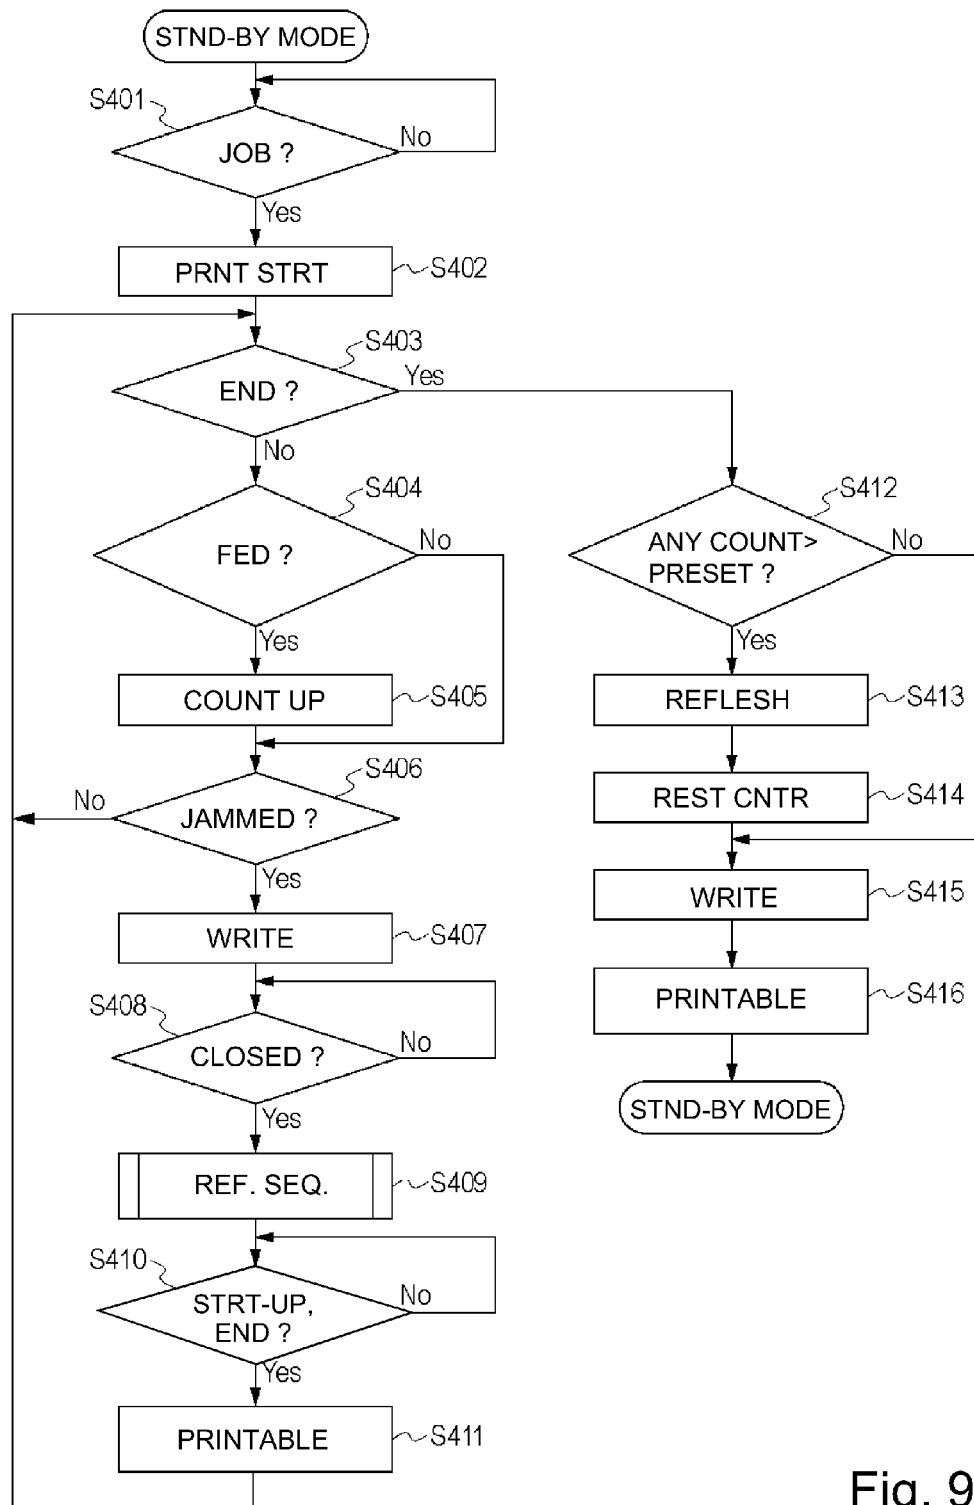 STND-BY MODE
S401
JOB ?
No
Yes
PRNT STRT
S402
S403
END ?
Yes
No
S404
FED ?
No
Yes
COUNT UP
S405
S406
JAMMED ?
No
Yes
WRITE
S407
S408
CLOSED ?
No
Yes
REF. SEQ.
S409
S410
STRT-UP,
END ?
No
Yes
PRINTABLE
S411
S412
ANY COUNT>
PRESET ?
No
Yes
REFLESH
S413
REST CNTR
S414
WRITE
S415
PRINTABLE
S416
STND-BY MODE
Fig. 9